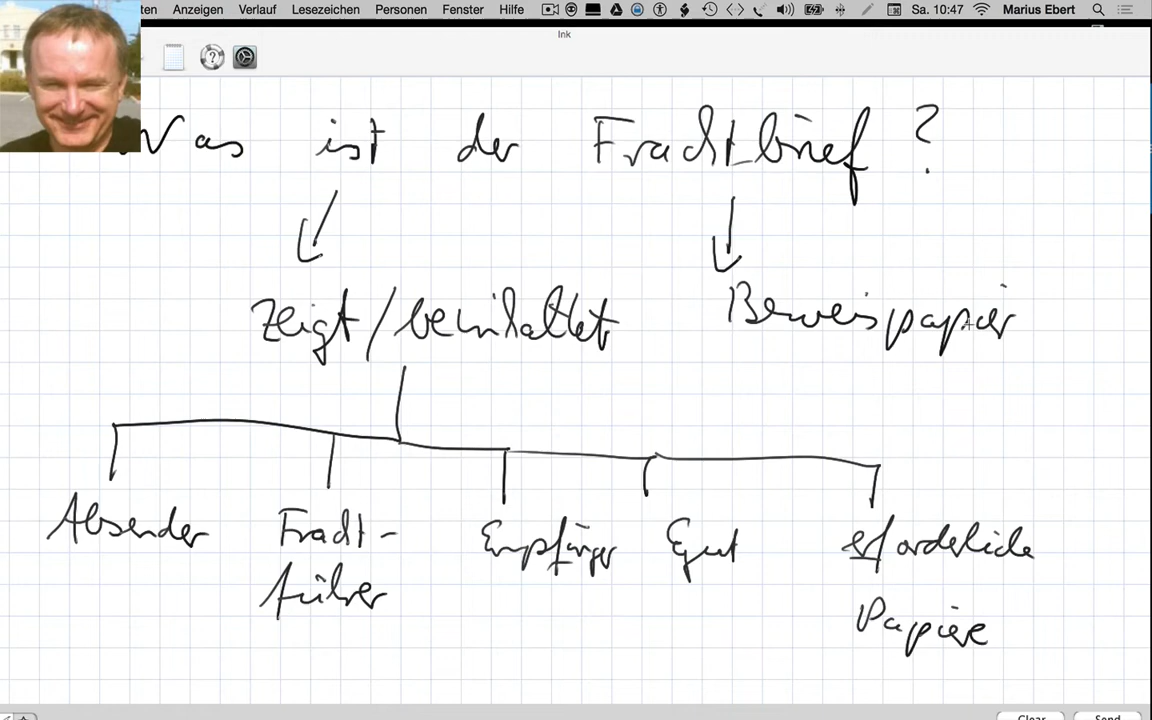 ten Anzeigen Verlauf Lesezeichen Personen Fenster Hilfe Sa. 10:47 Marius Ebert
Ink
Was ist der Frachtbrief?
Zeigt/beinhaltet Beweispapier
Absender Fracht- Empfänger Gut erforderliche
führer Papiere
Clear Send